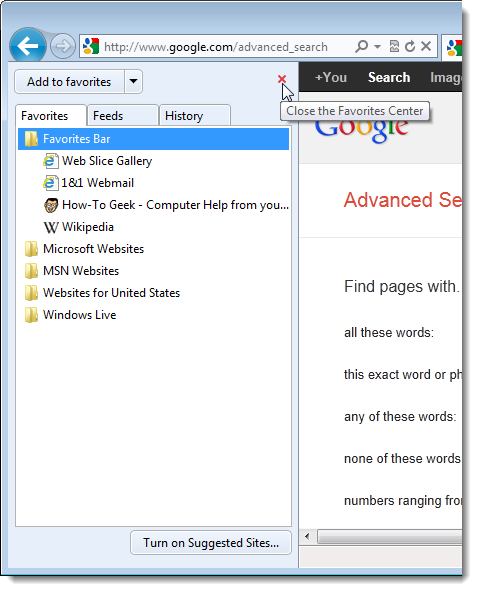 http://www.google.com/advanced_search
Add to favorites
+You Search Imag
Close the Favorites Center
Google
Favorites Feeds History
Favorites Bar
Web Slice Gallery
1&1 Webmail
How-To Geek - Computer Help from you...
Wikipedia
Microsoft Websites
MSN Websites
Websites for United States
Windows Live
Turn on Suggested Sites...
Advanced Se
Find pages with.
all these words:
this exact word or ph
any of these words:
none of these words
numbers ranging from